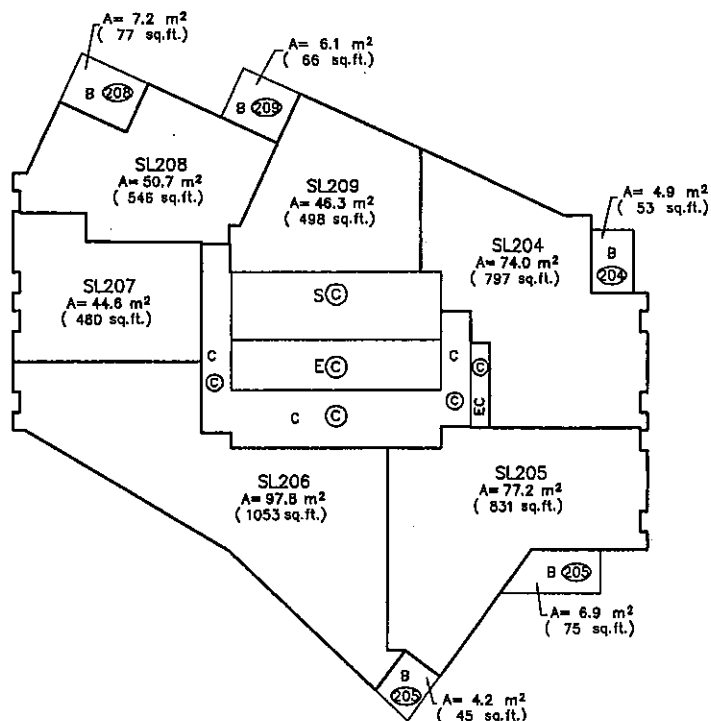 A= 7.2 m²
( 77 sq.ft.)
A= 6.1 m²
( 66 sq.ft.)
B 208
B 209
SL208
A= 50.7 m²
( 546 sq.ft.)
SL209
A= 46.3 m²
( 498 sq.ft.)
A= 4.9 m²
( 53 sq.ft.)
SL204
A= 74.0 m²
( 797 sq.ft.)
B
204
SL207
A= 44.6 m²
( 480 sq.ft.)
S C
E C
C
C
C
C
C
EC
C C
SL206
A= 97.8 m²
( 1053 sq.ft.)
SL205
A= 77.2 m²
( 831 sq.ft.)
B 205
A= 6.9 m²
( 75 sq.ft.)
B
205
A= 4.2 m²
( 45 sq.ft.)